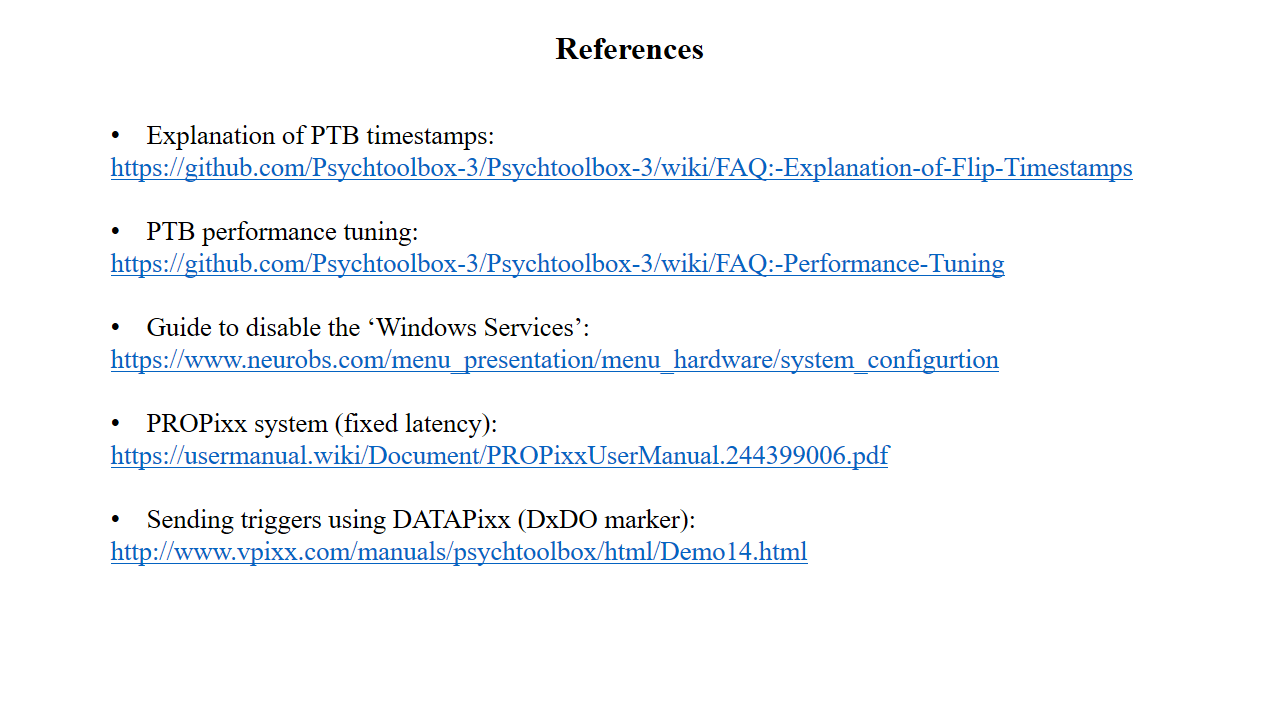 References
• Explanation of PTB timestamps:
https://github.com/Psychtoolbox-3/Psychtoolbox-3/wiki/FAQ:-Explanation-of-Flip-Timestamps
• PTB performance tuning:
https://github.com/Psychtoolbox-3/Psychtoolbox-3/wiki/FAQ:-Performance-Tuning
• Guide to disable the ‘Windows Services’:
https://www.neurobs.com/menu_presentation/menu_hardware/system_configurtion
• PROPixx system (fixed latency):
https://usermanual.wiki/Document/PROPixxUserManual.244399006.pdf
• Sending triggers using DATAPixx (DxDO marker):
http://www.vpixx.com/manuals/psychtoolbox/html/Demo14.html